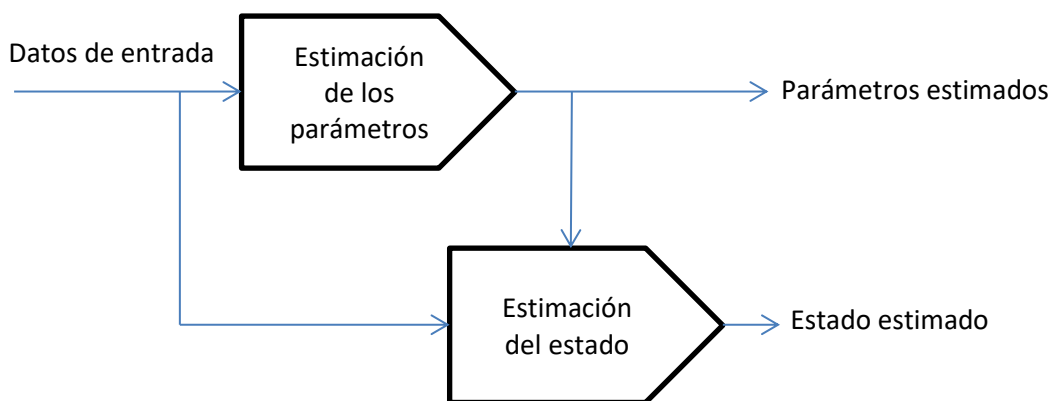 Datos de entrada
Estimación
de los
parámetros
Parámetros estimados
Estimación
del estado
Estado estimado